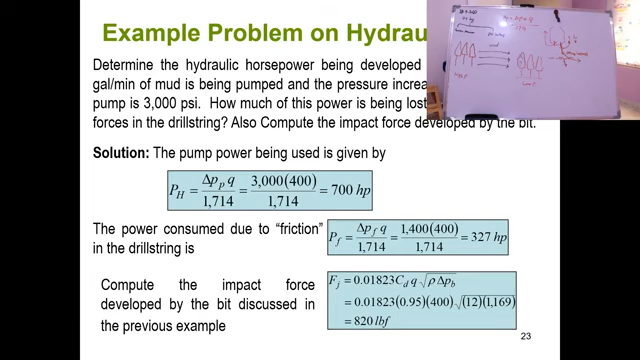 Example Problem on Hydrau
Determine the hydraulic horsepower being developed
gal/min of mud is being pumped and the pressure increa
pump is 3,000 psi. How much of this power is being lost
forces in the drillstring? Also Compute the impact force developed by the bit.
Solution: The pump power being used is given by
P_H = Δp_p q / 1,714 = 3,000(400) / 1,714 = 700 hp
The power consumed due to “friction”
in the drillstring is
P_f = Δp_f q / 1,714 = 1,400(400) / 1,714 = 327 hp
Compute the impact force
developed by the bit discussed in
the previous example
F_j = 0.01823 C_d q √ρ Δp_b
= 0.01823(0.95)(400) √(12)(1,169)
= 820 lbf
23